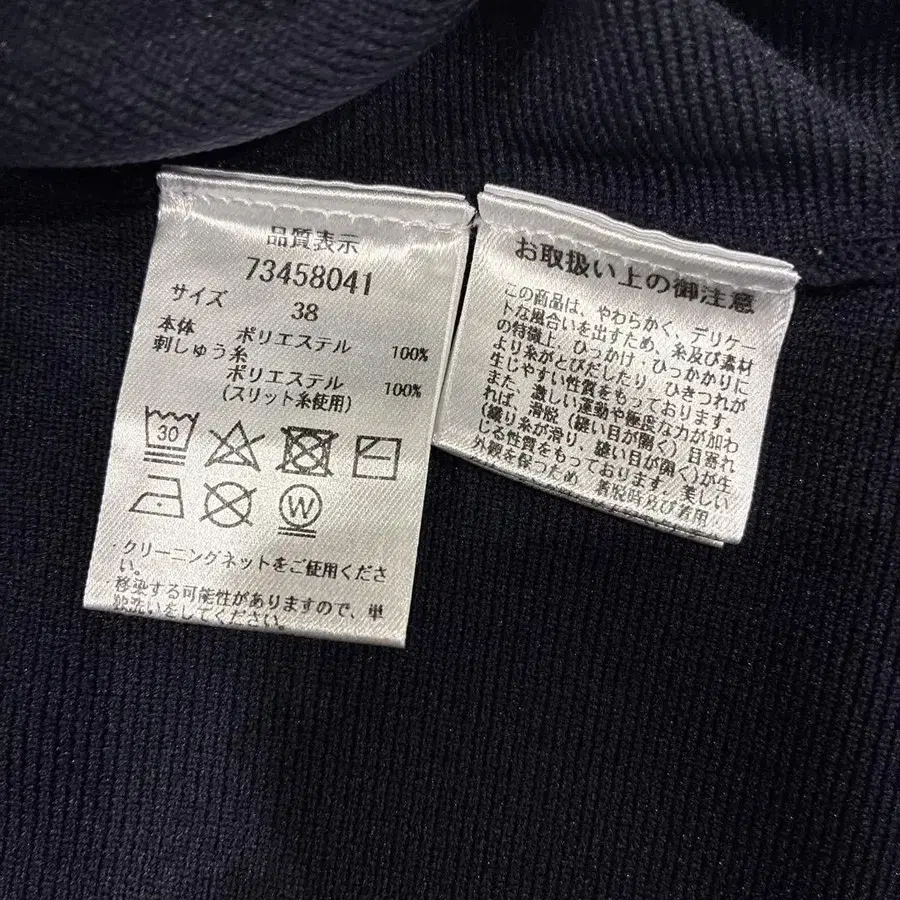 品質表示
73458041
サイズ 38
本体 ポリエステル 100%
刺しゅう糸
ポリエステル 100%
(スリット糸使用)
30
W
・クリーニングネットをご使用くださ
い。
・移染する可能性がありますので、単
独洗いをしてください。
お取扱い上の御注意
この商品は、やわらかく、デリケー
トな風合いを出すため、糸及び素材
の特徴上、ひっかけ、ひっかかりに
より糸がとびだしたり、ひきつれが
生じやすい性質をもっております。
また、激しい運動や極度な力が加わ
れば、滑脱(縫い目が開く)目寄れ
(織り糸が滑り、縫い目が開く)が生
じる性質をもっております。美しい
外観を保つため、着脱時及び着用